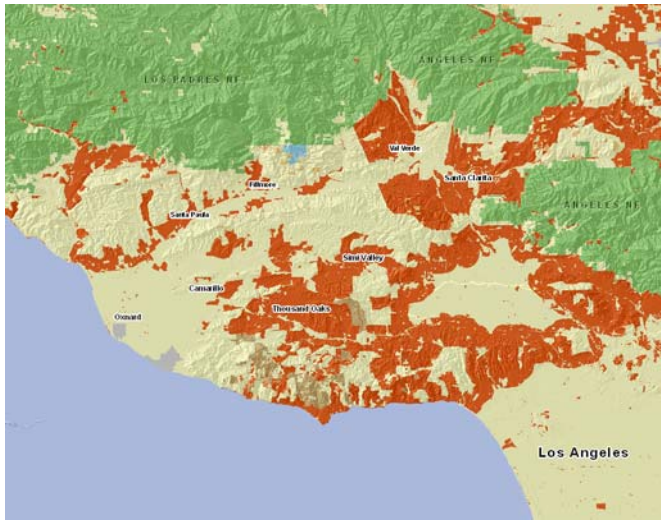 ANGELES NF
LOS PADRES NF
Val Verde
Santa Clarita
Fillmore
ANGELES NF
Santa Paula
Simi Valley
Camarillo
Thousand Oaks
Oxnard
Los Angeles